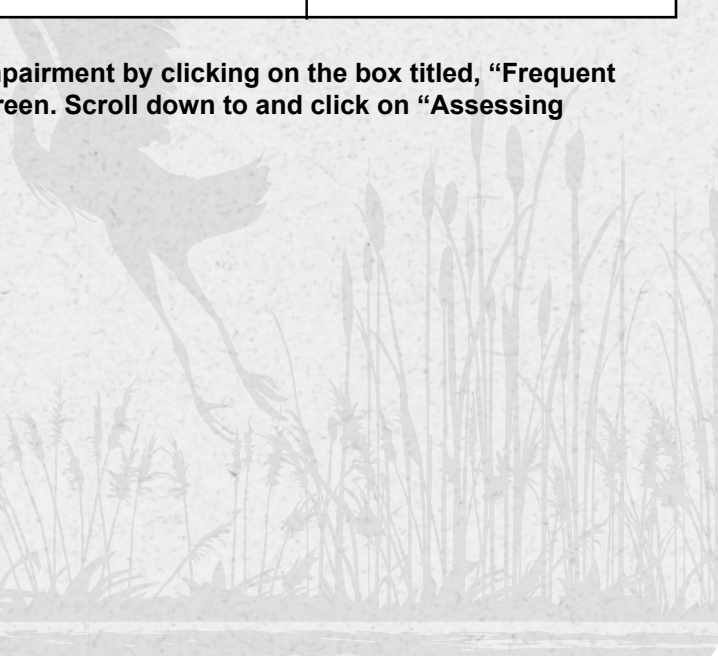 pairment by clicking on the box titled, “Frequent
reen. Scroll down to and click on “Assessing